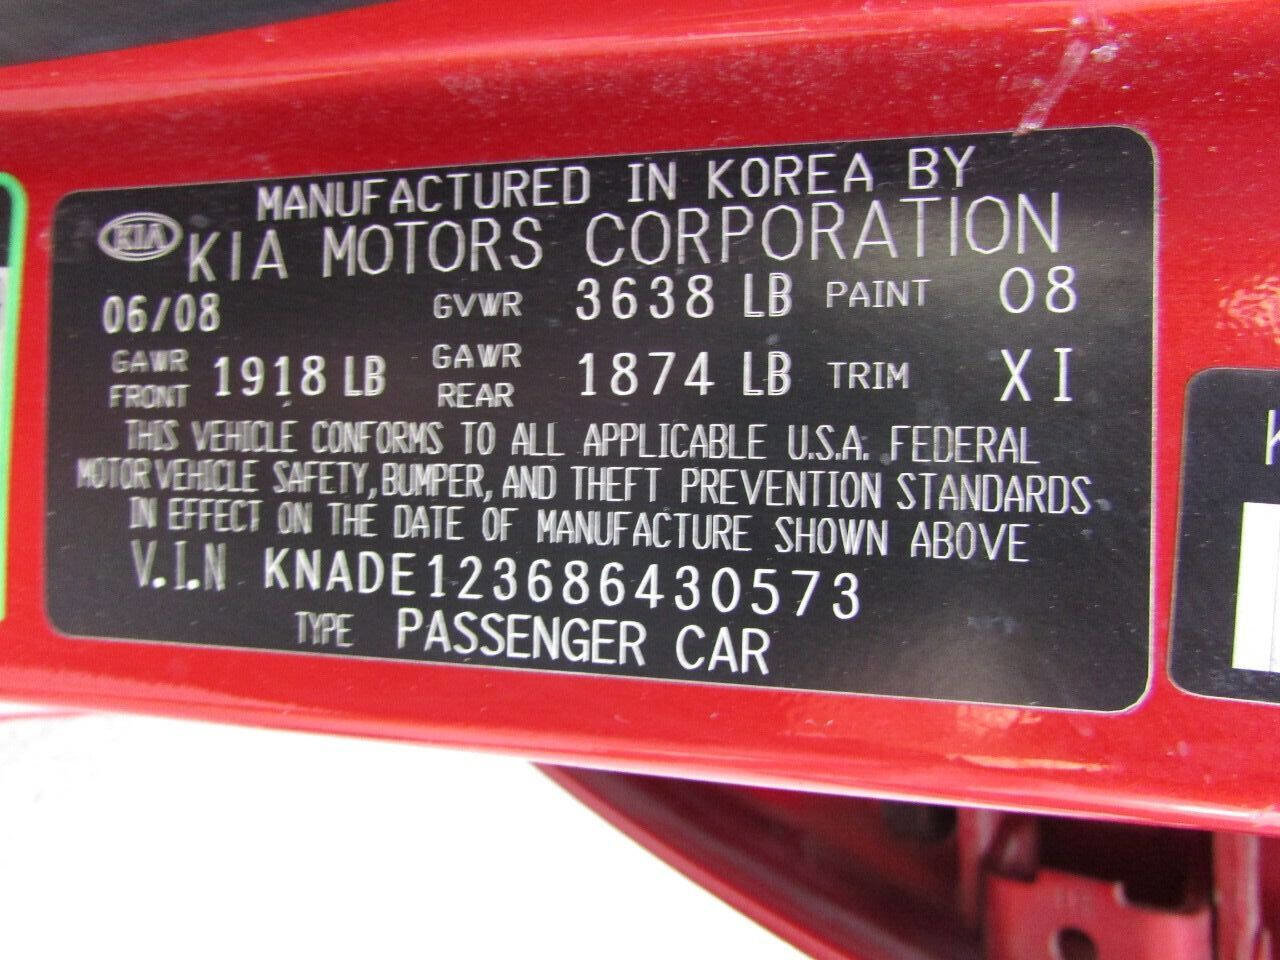 MANUFACTURED IN KOREA BY
KIA KIA MOTORS CORPORATION
06/08 GVWR 3638 LB PAINT 08
GAWR FRONT 1918 LB GAWR REAR 1874 LB TRIM XI
THIS VEHICLE CONFORMS TO ALL APPLICABLE U.S.A. FEDERAL
MOTOR VEHICLE SAFETY, BUMPER, AND THEFT PREVENTION STANDARDS
IN EFFECT ON THE DATE OF MANUFACTURE SHOWN ABOVE
V.I.N KNADE123686430573
TYPE PASSENGER CAR